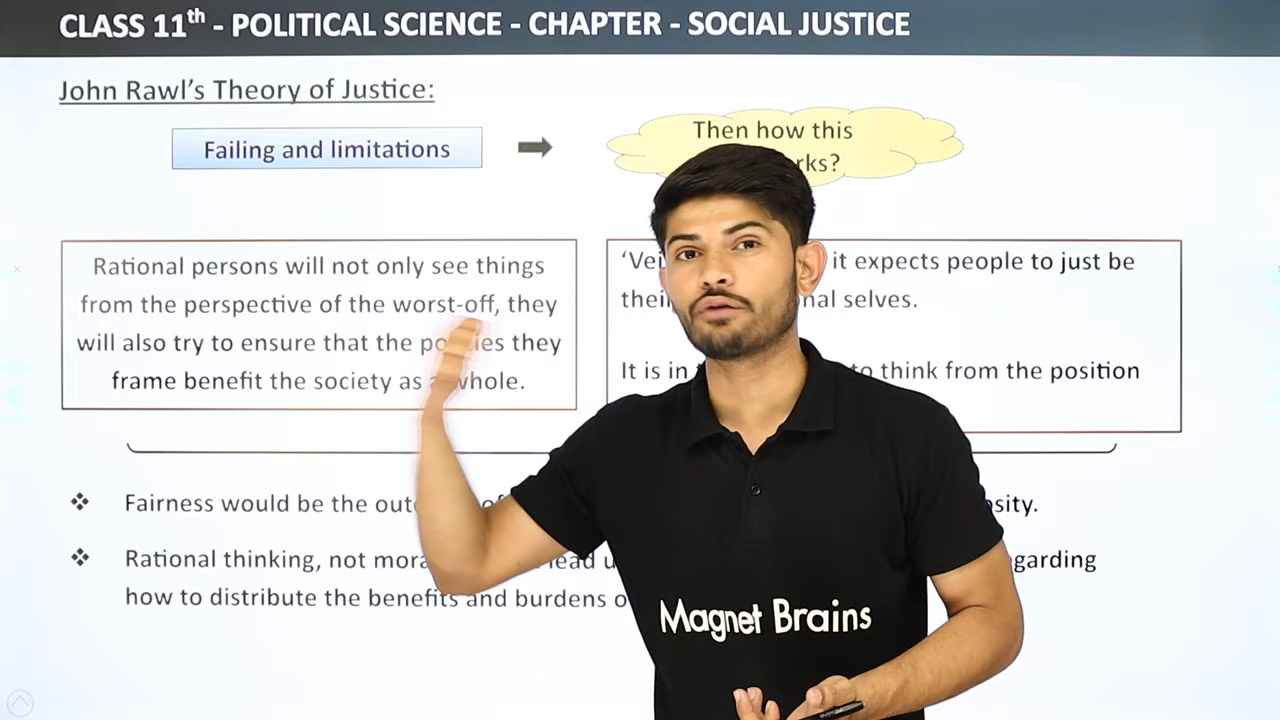 CLASS 11th - POLITICAL SCIENCE - CHAPTER - SOCIAL JUSTICE
John Rawl's Theory of Justice:
Failing and limitations
Then how this
rks?
Rational persons will not only see things
from the perspective of the worst-off, they
will also try to ensure that the policies they
frame benefit the society as a whole.
‘Vei it expects people to just be
thei nal selves.
It is in to think from the position
❖ Fairness would be the out of sity.
❖ Rational thinking, not mora lead u garding
how to distribute the benefits and burdens o
Magnet Brains